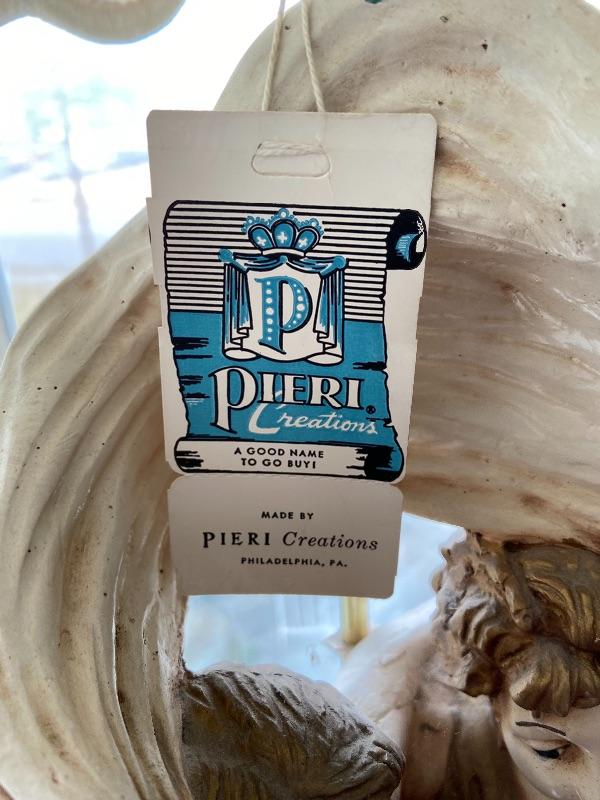 P
PIERI
Creations®
A GOOD NAME
TO GO BUY!
MADE BY
PIERI Creations
PHILADELPHIA, PA.